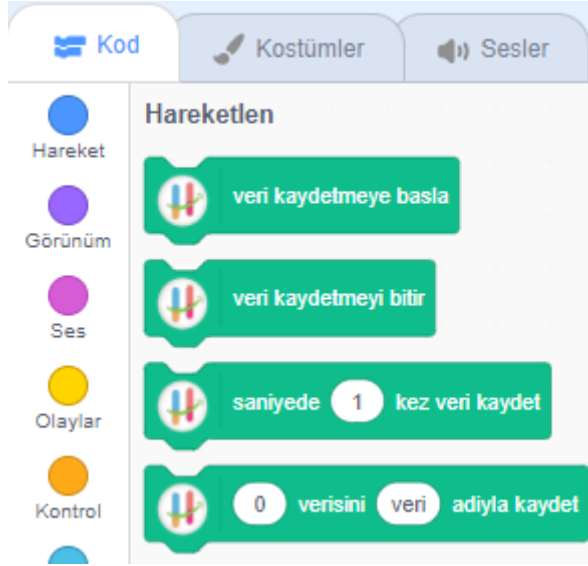 Kod
Kostümler
Sesler
Hareket
Görünüm
Ses
Olaylar
Kontrol
Hareketlen
veri kaydetmeye basla
veri kaydetmeyi bitir
saniyede 1 kez veri kaydet
0 verisini veri adiyla kaydet